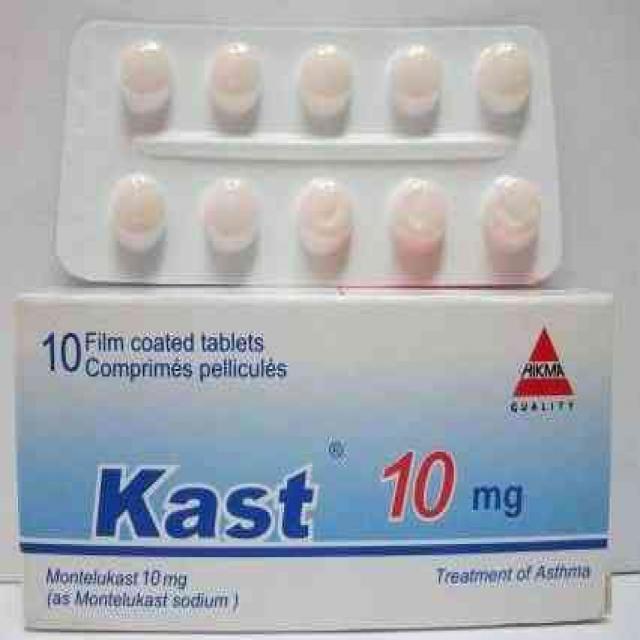 10 Film coated tablets
Comprimés pelliculés
HIKMA
QUALITY
Kast ® 10 mg
Montelukast 10 mg
(as Montelukast sodium )
Treatment of Asthma